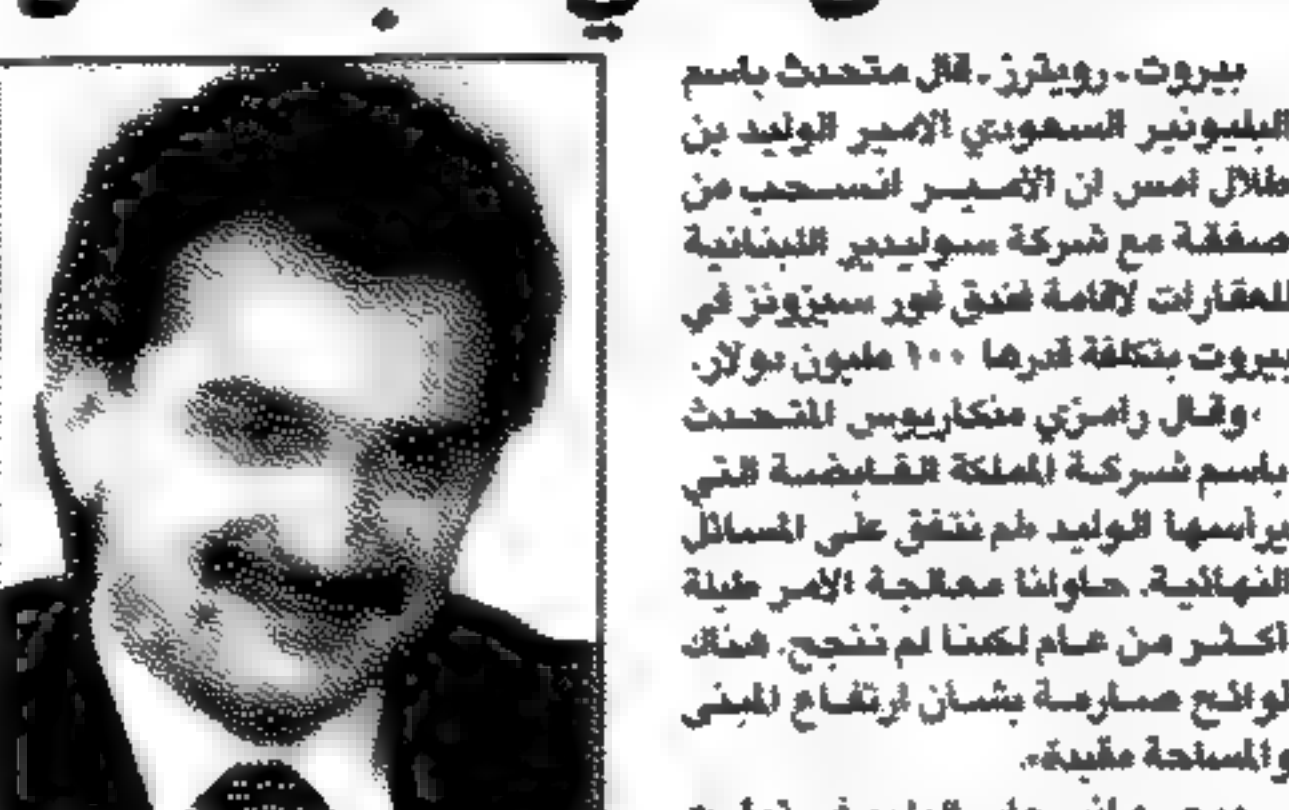 بيروت - رويترز - قال متحدث باسم
البليونير السعودي الامير الوليد بن
طلال امس ان الامير انسحب من
صفقة مع شركة سوليدير اللبنانية
للعقارات لاقامة فندق فور سيزونز في
بيروت بتكلفة قدرها ١٠٠ مليون دولار.
وقال رامزي منكاريوس المتحدث
باسم شركة المملكة القابضة التي
يرأسها الوليد «لم نتفق على المسائل
النهائية. حاولنا معالجة الامر طيلة
اكثر من عام لكننا لم ننجح. هناك
لوائح صارمة بشأن ارتفاع المبنى
والمساحة مقيدة».